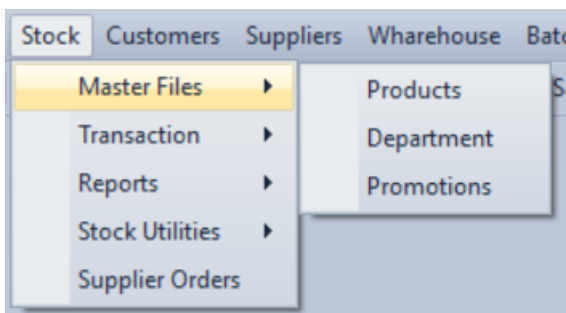 Stock Customers Suppliers Wharehouse
Master Files Products
Transaction Department
Reports Promotions
Stock Utilities
Supplier Orders